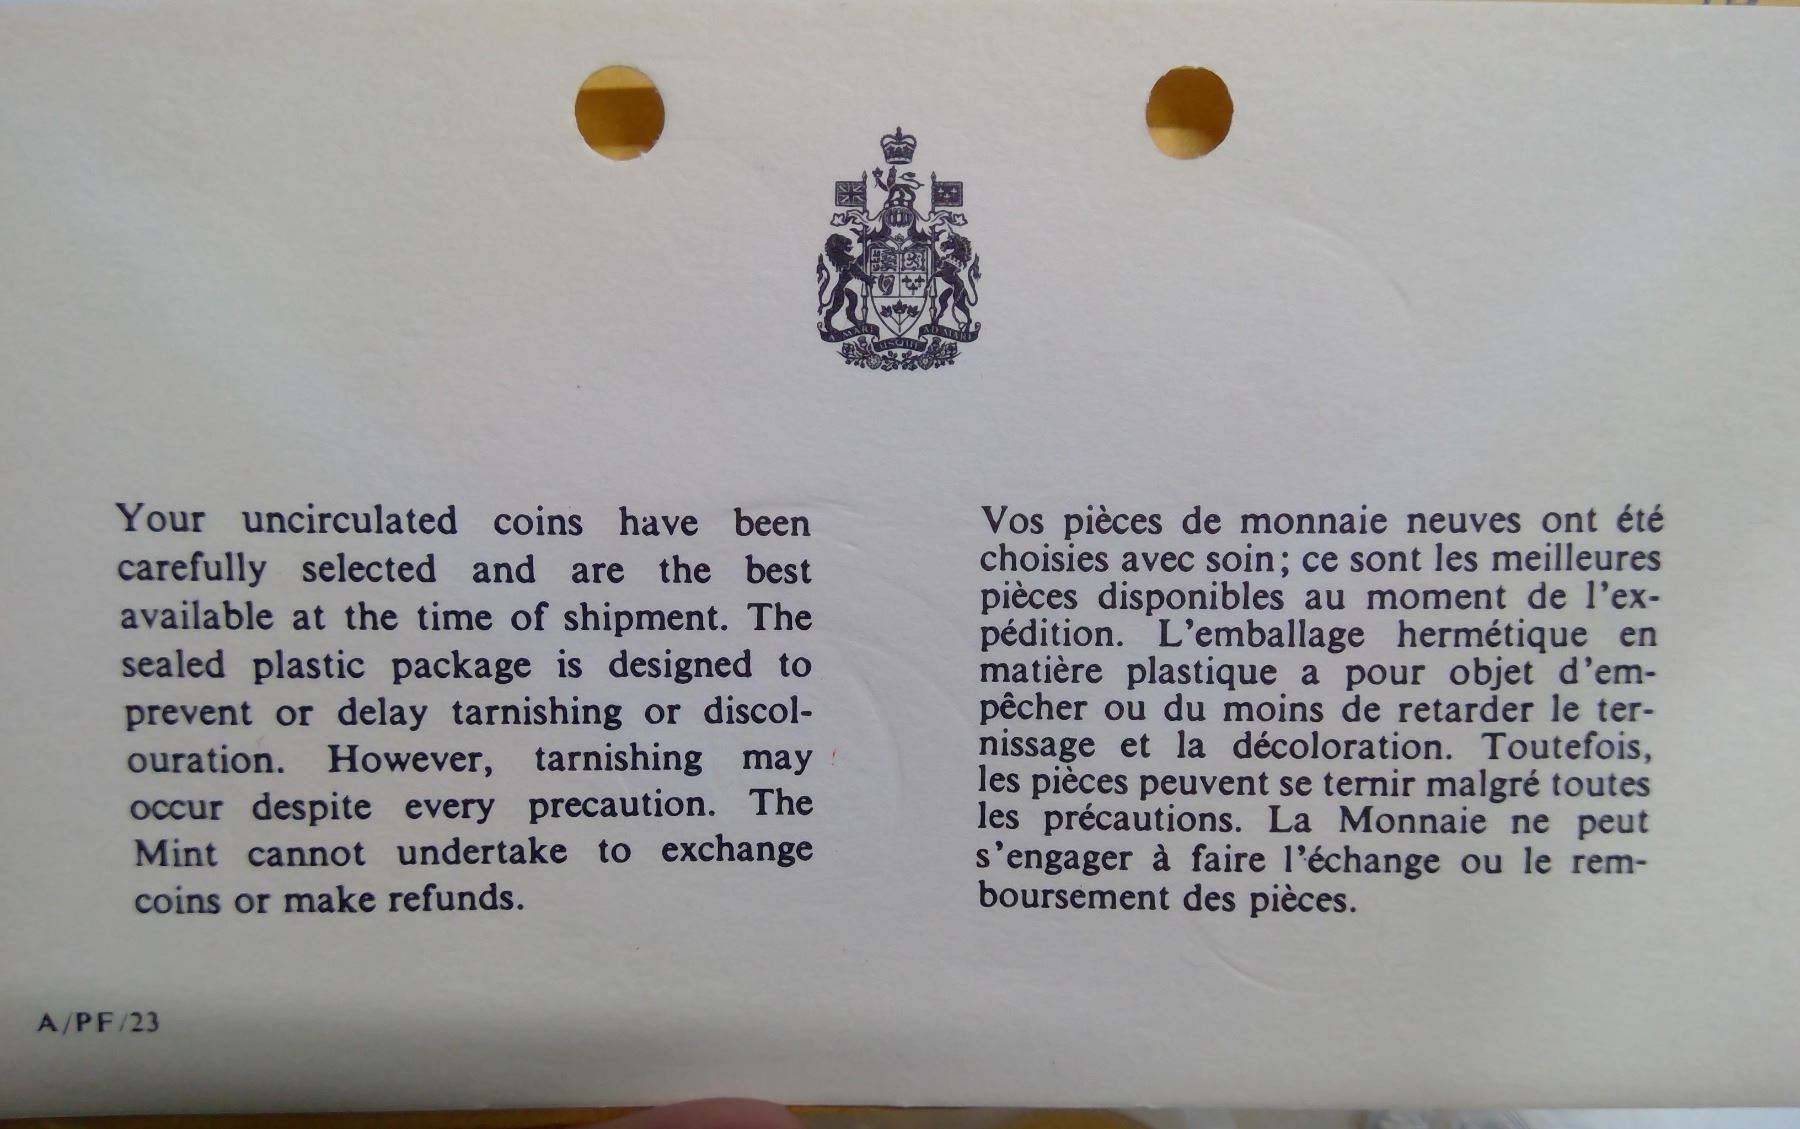 A MARI USQUE AD MARE
Your uncirculated coins have been
carefully selected and are the best
available at the time of shipment. The
sealed plastic package is designed to
prevent or delay tarnishing or discol-
ouration. However, tarnishing may
occur despite every precaution. The
Mint cannot undertake to exchange
coins or make refunds.
Vos pièces de monnaie neuves ont été
choisies avec soin; ce sont les meilleures
pièces disponibles au moment de l'ex-
pédition. L'emballage hermétique en
matière plastique a pour objet d'em-
pêcher ou du moins de retarder le ter-
nissage et la décoloration. Toutefois,
les pièces peuvent se ternir malgré toutes
les précautions. La Monnaie ne peut
s'engager à faire l'échange ou le rem-
boursement des pièces.
A/PF/23